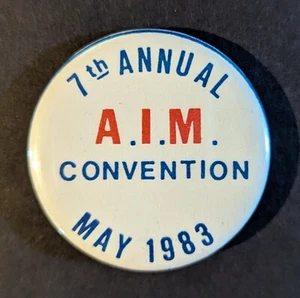 7th ANNUAL
A.I.M.
CONVENTION
MAY 1983